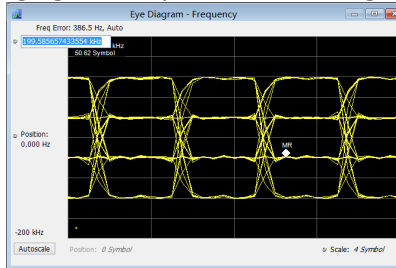 Eye Diagram - Frequency
Freq Error: 386.5 Hz, Auto
199.585657433554 kHz
kHz
50.62 Symbol
MR
Position:
0.000 Hz
-200 kHz
Autoscale
Position: 0 Symbol
Scale: 4 Symbol